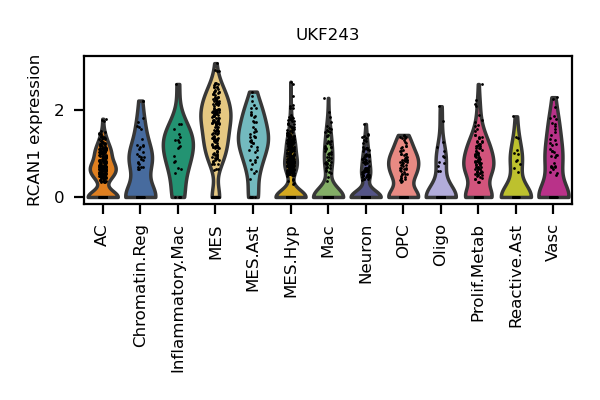 UKF243
RCAN1 expression
2
0
AC
Chromatin.Reg
Inflammatory.Mac
MES
MES.Ast
MES.Hyp
Mac
Neuron
OPC
Oligo
Prolif.Metab
Reactive.Ast
Vasc